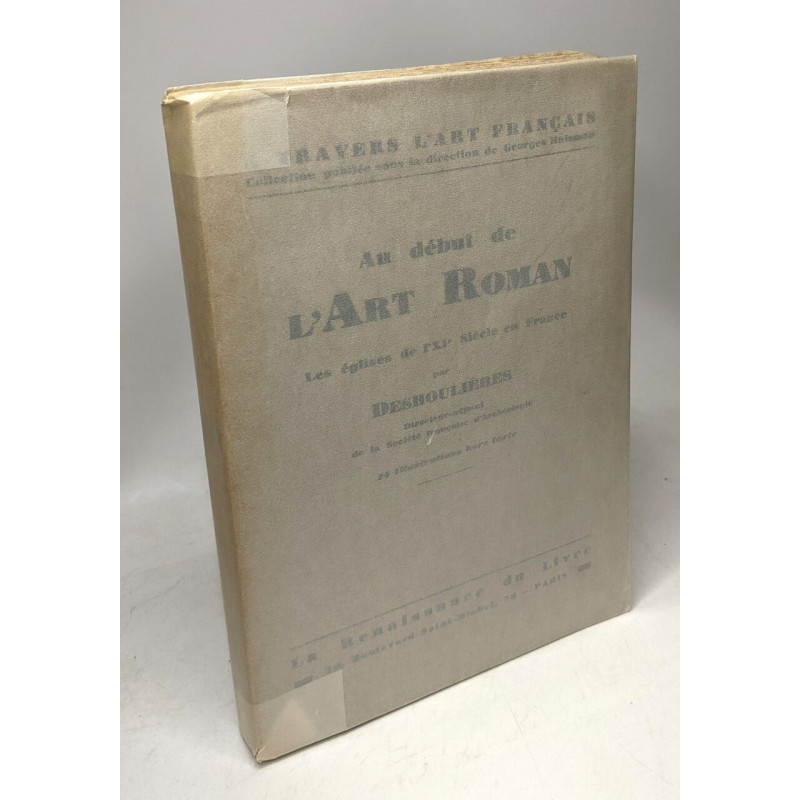 A TRAVERS L'ART FRANÇAIS
Collection publiée sous la direction de Georges Huisman
Au début de
L'ART ROMAN
Les églises de l'XIe Siècle en France
par
DESHOULIÈRES
Directeur-adjoint
de la Société française d'Archéologie
24 illustrations hors texte
LA Renaissance du Livre
78, Boulevard Saint-Michel, 78 - PARIS